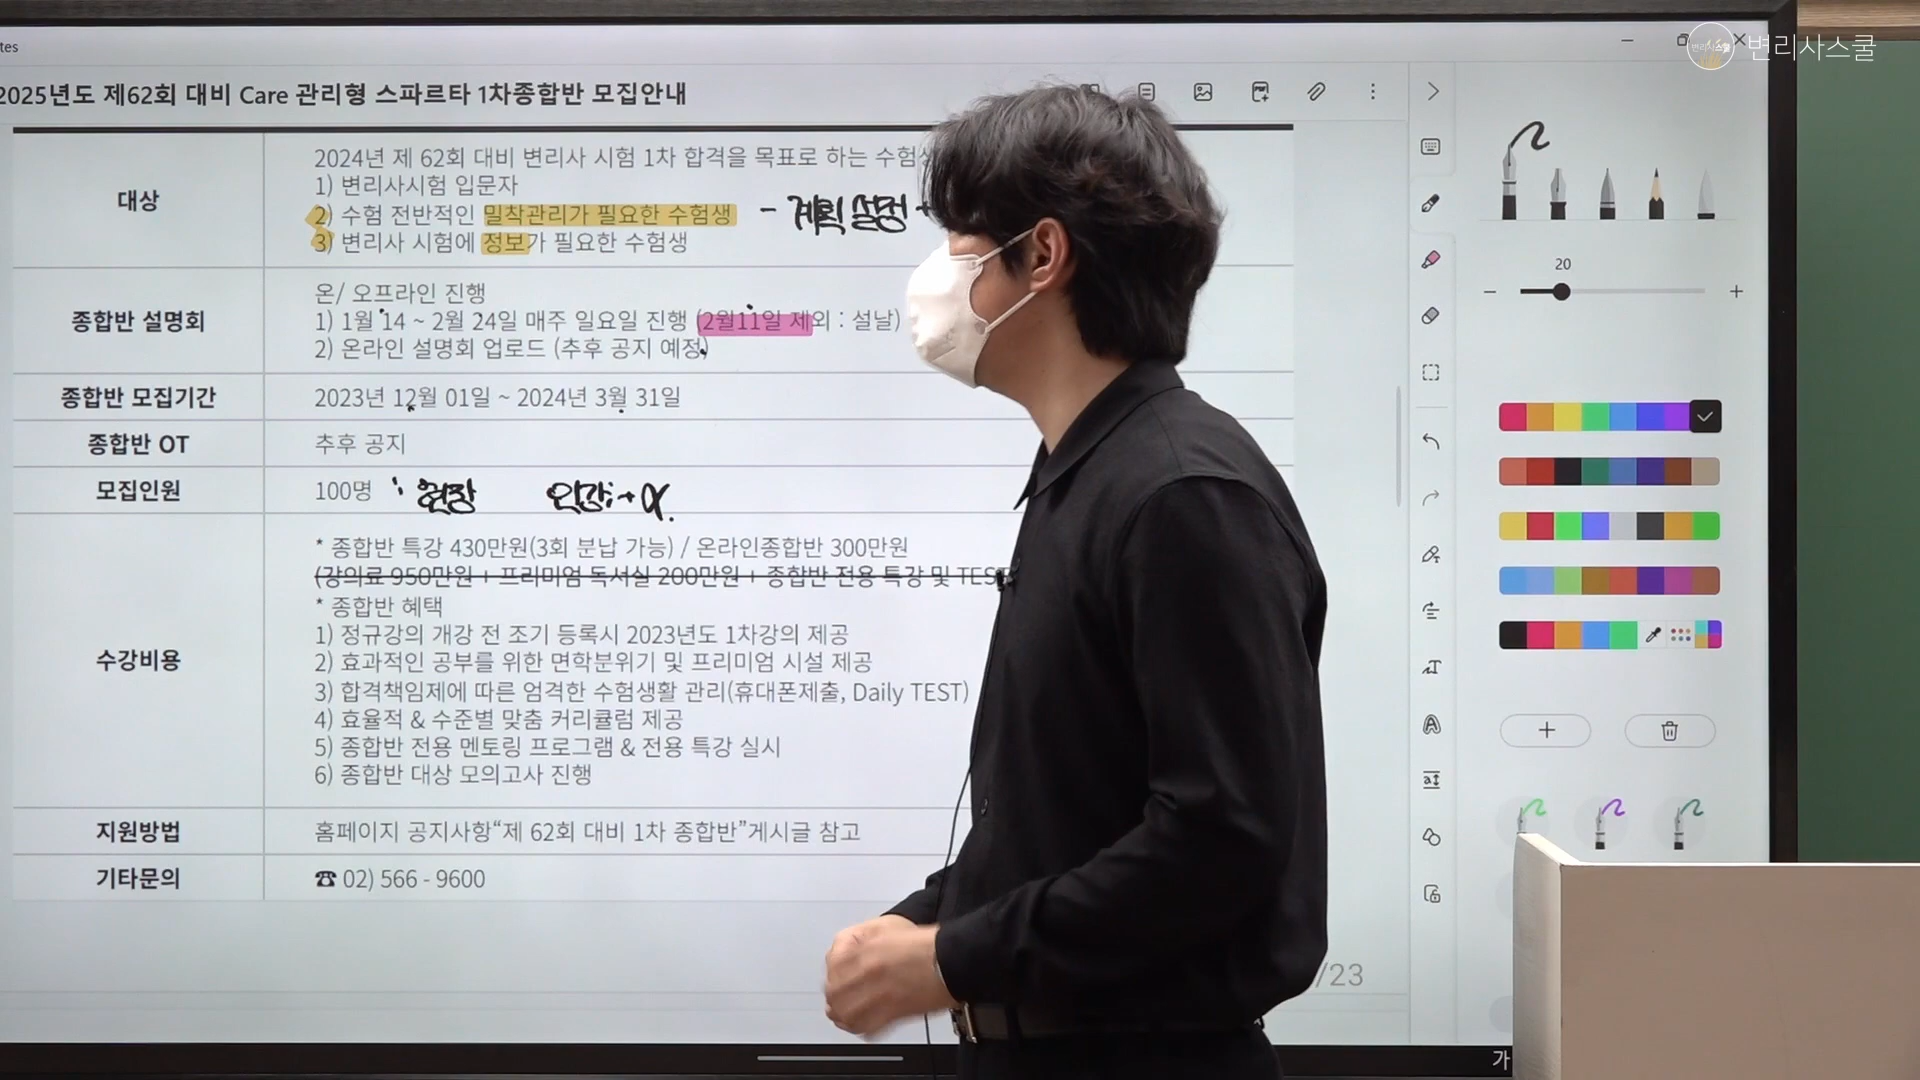 tes
변리사스쿨
2025년도 제62회 대비 Care 관리형 스파르타 1차종합반 모집안내
대상
2024년 제 62회 대비 변리사 시험 1차 합격을 목표로 하는 수험생
1) 변리사시험 입문자
2) 수험 전반적인 밀착관리가 필요한 수험생
- 계획 설정 +
3) 변리사 시험에 정보가 필요한 수험생
종합반 설명회
온/ 오프라인 진행
1) 1월 14 ~ 2월 24일 매주 일요일 진행 (2월11일 제외 : 설날)
2) 온라인 설명회 업로드 (추후 공지 예정)
종합반 모집기간
2023년 12월 01일 ~ 2024년 3월 31일
종합반 OT
추후 공지
모집인원
100명
현장 인강+α.
수강비용
* 종합반 특강 430만원(3회 분납 가능) / 온라인종합반 300만원
(강의료 950만원 + 프리미엄 독서실 200만원 + 종합반 전용 특강 및 TEST
* 종합반 혜택
1) 정규강의 개강 전 조기 등록시 2023년도 1차강의 제공
2) 효과적인 공부를 위한 면학분위기 및 프리미엄 시설 제공
3) 합격책임제에 따른 엄격한 수험생활 관리(휴대폰제출, Daily TEST)
4) 효율적 & 수준별 맞춤 커리큘럼 제공
5) 종합반 전용 멘토링 프로그램 & 전용 특강 실시
6) 종합반 대상 모의고사 진행
지원방법
홈페이지 공지사항“제 62회 대비 1차 종합반”게시글 참고
기타문의
☎ 02) 566 - 9600
/23
20
가